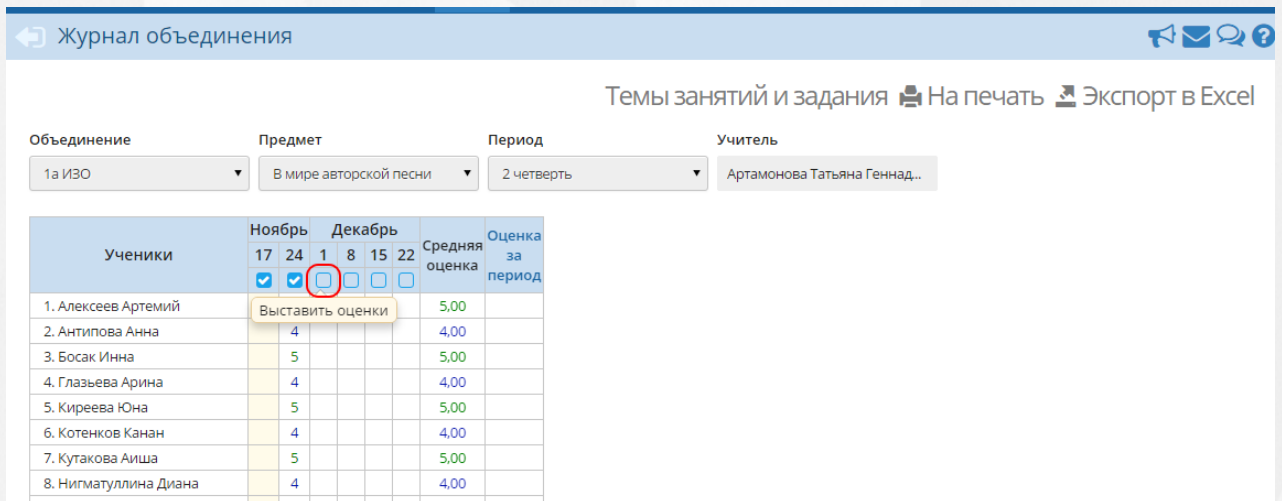 Журнал объединения
Темы занятий и задания На печать Экспорт в Excel
Объединение Предмет Период Учитель
1а ИЗО В мире авторской песни 2 четверть Артамонова Татьяна Геннад...
Ученики Ноябрь Декабрь Средняя оценка Оценка за период
17 24 1 8 15 22
Выставить оценки
1. Алексеев Артемий 5,00
2. Антипова Анна 4 4,00
3. Босак Инна 5 5,00
4. Глазьева Арина 4 4,00
5. Киреева Юна 5 5,00
6. Котенков Канан 4 4,00
7. Кутакова Аиша 5 5,00
8. Нигматуллина Диана 4 4,00